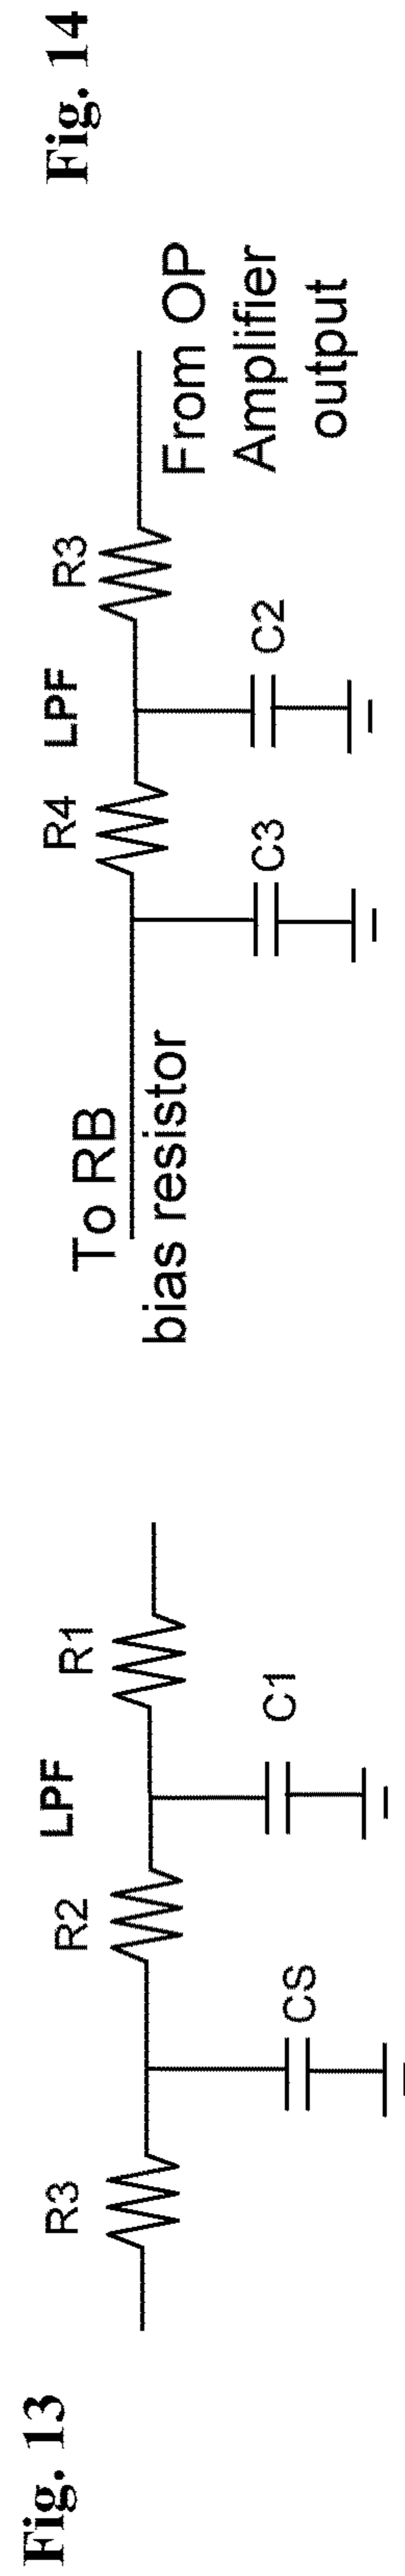 Fig. 13
LPF
R3
R2
R1
CS
C1
Fig. 14
LPF
To RB
bias resistor
R4
R3
C3
C2
From OP
Amplifier
output